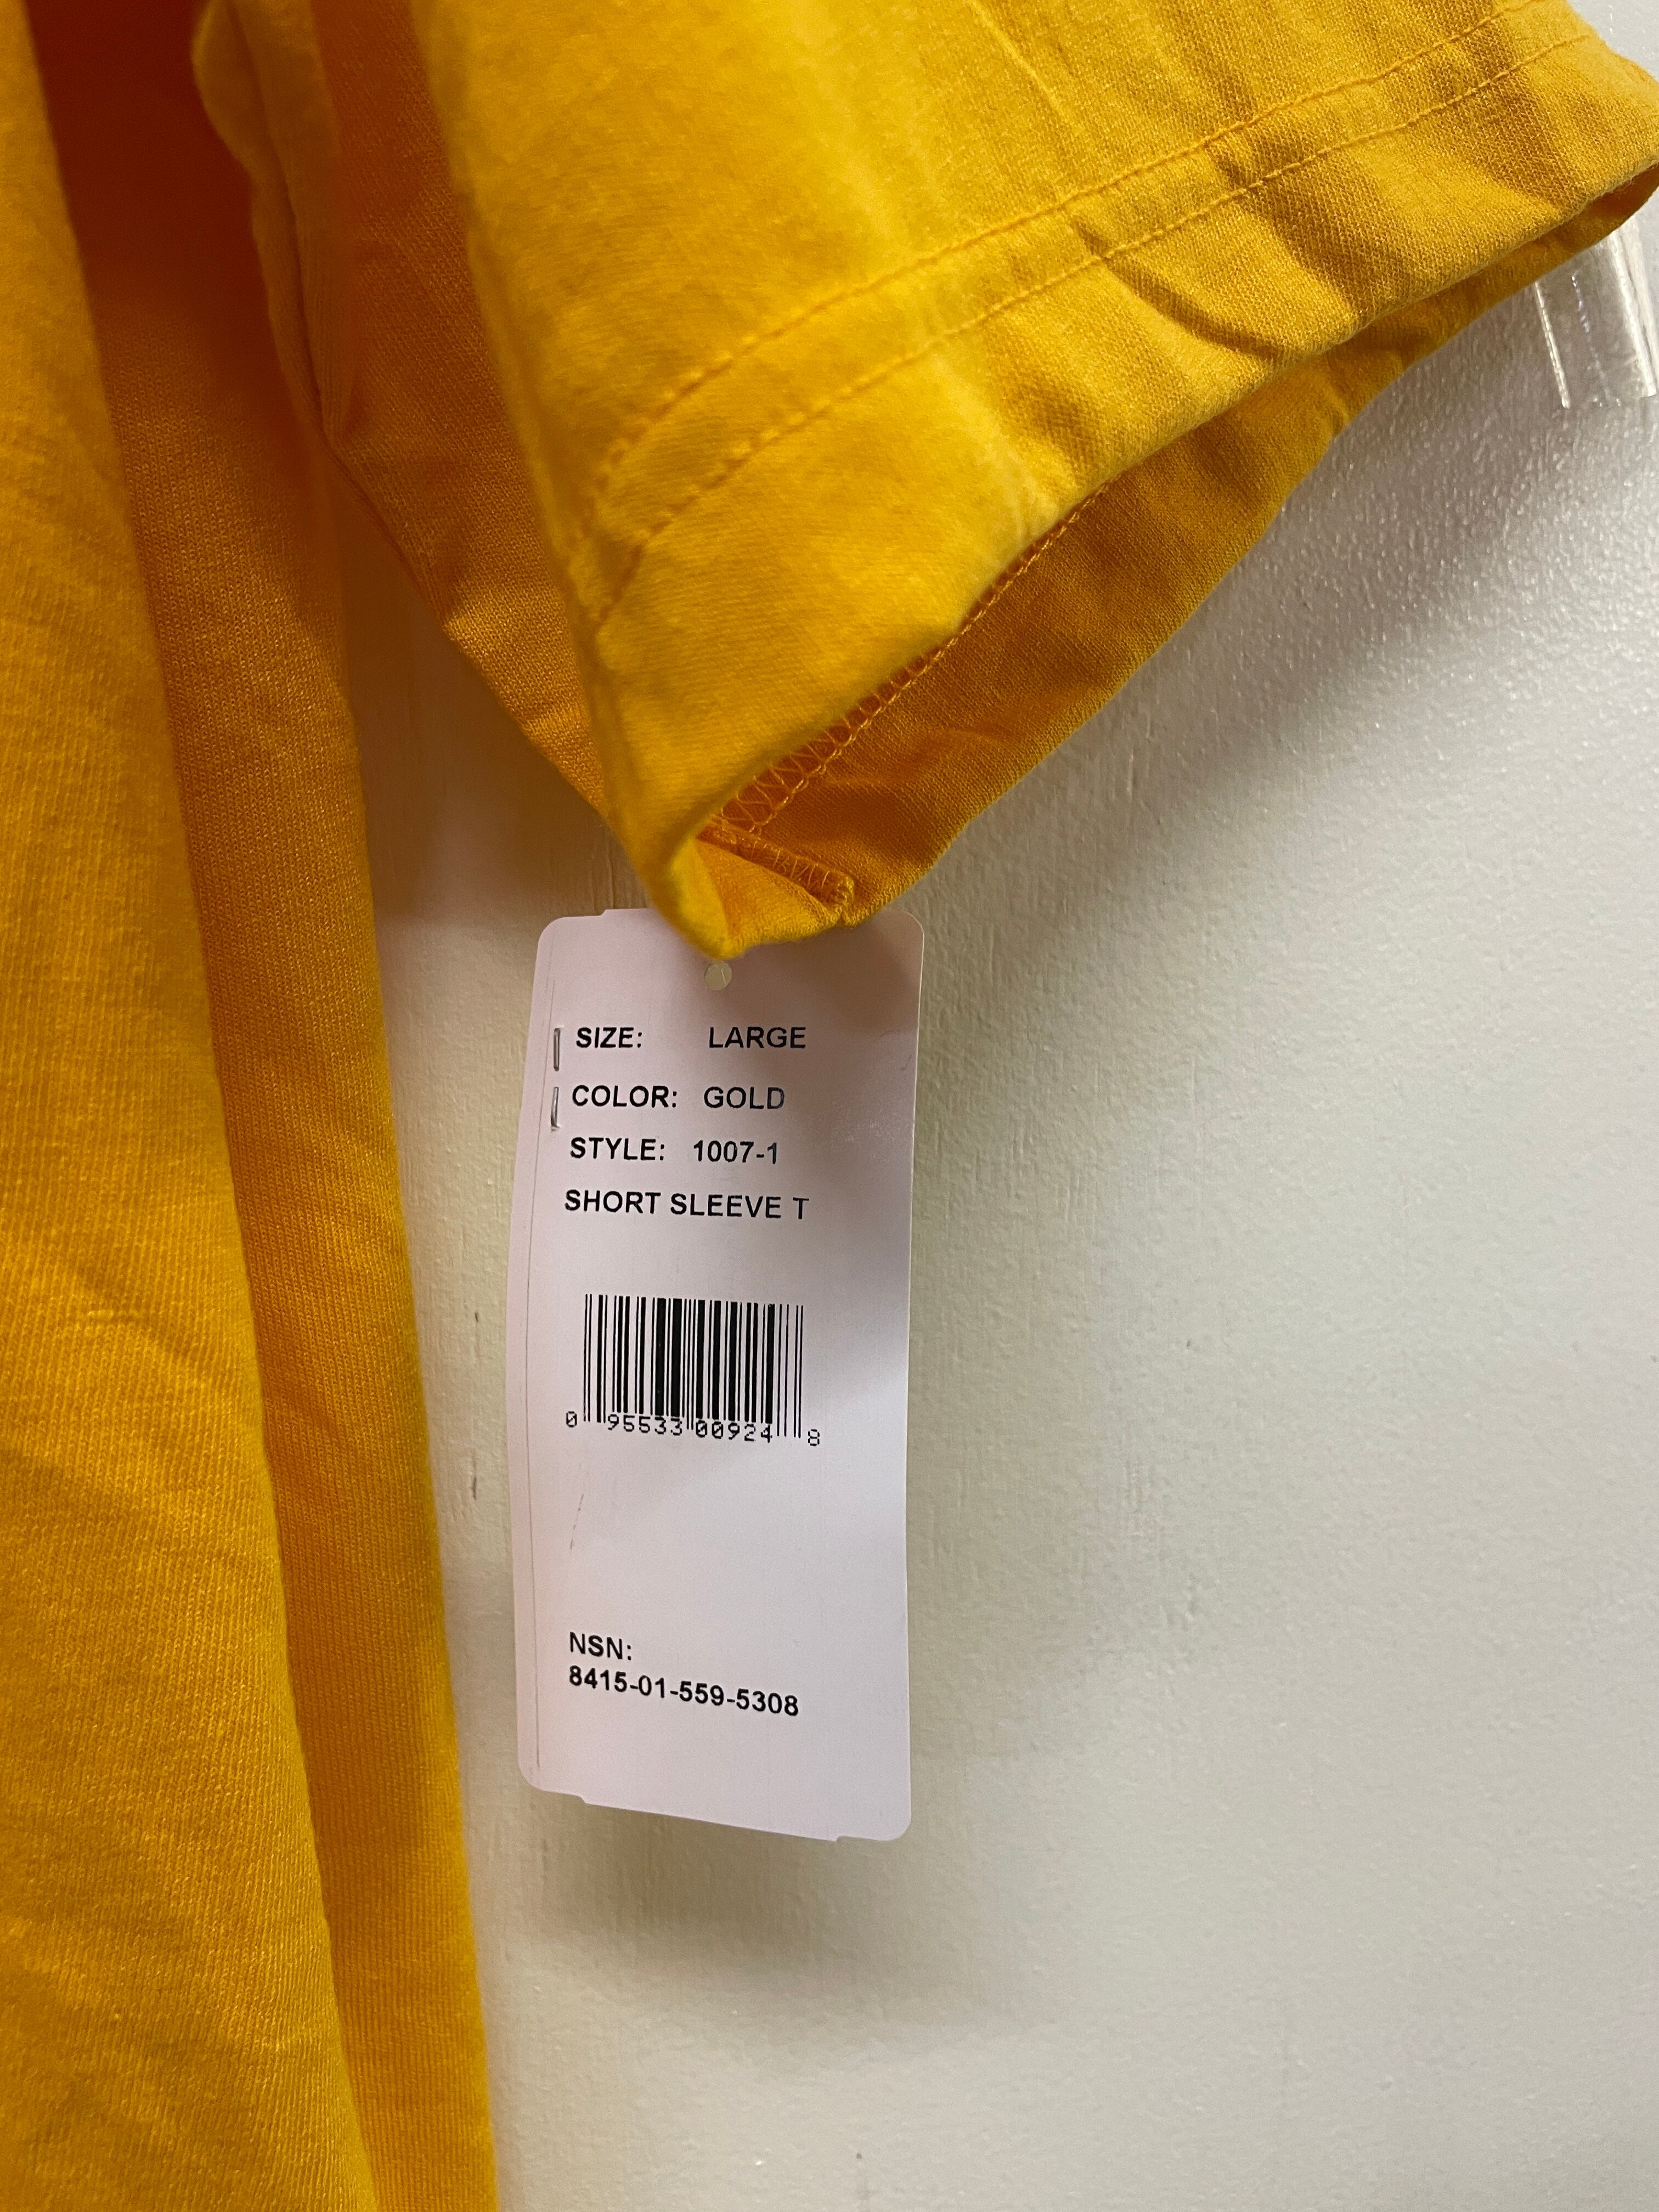 SIZE: LARGE
COLOR: GOLD
STYLE: 1007-1
SHORT SLEEVE T
0 95533 00924 8
NSN:
8415-01-559-5308